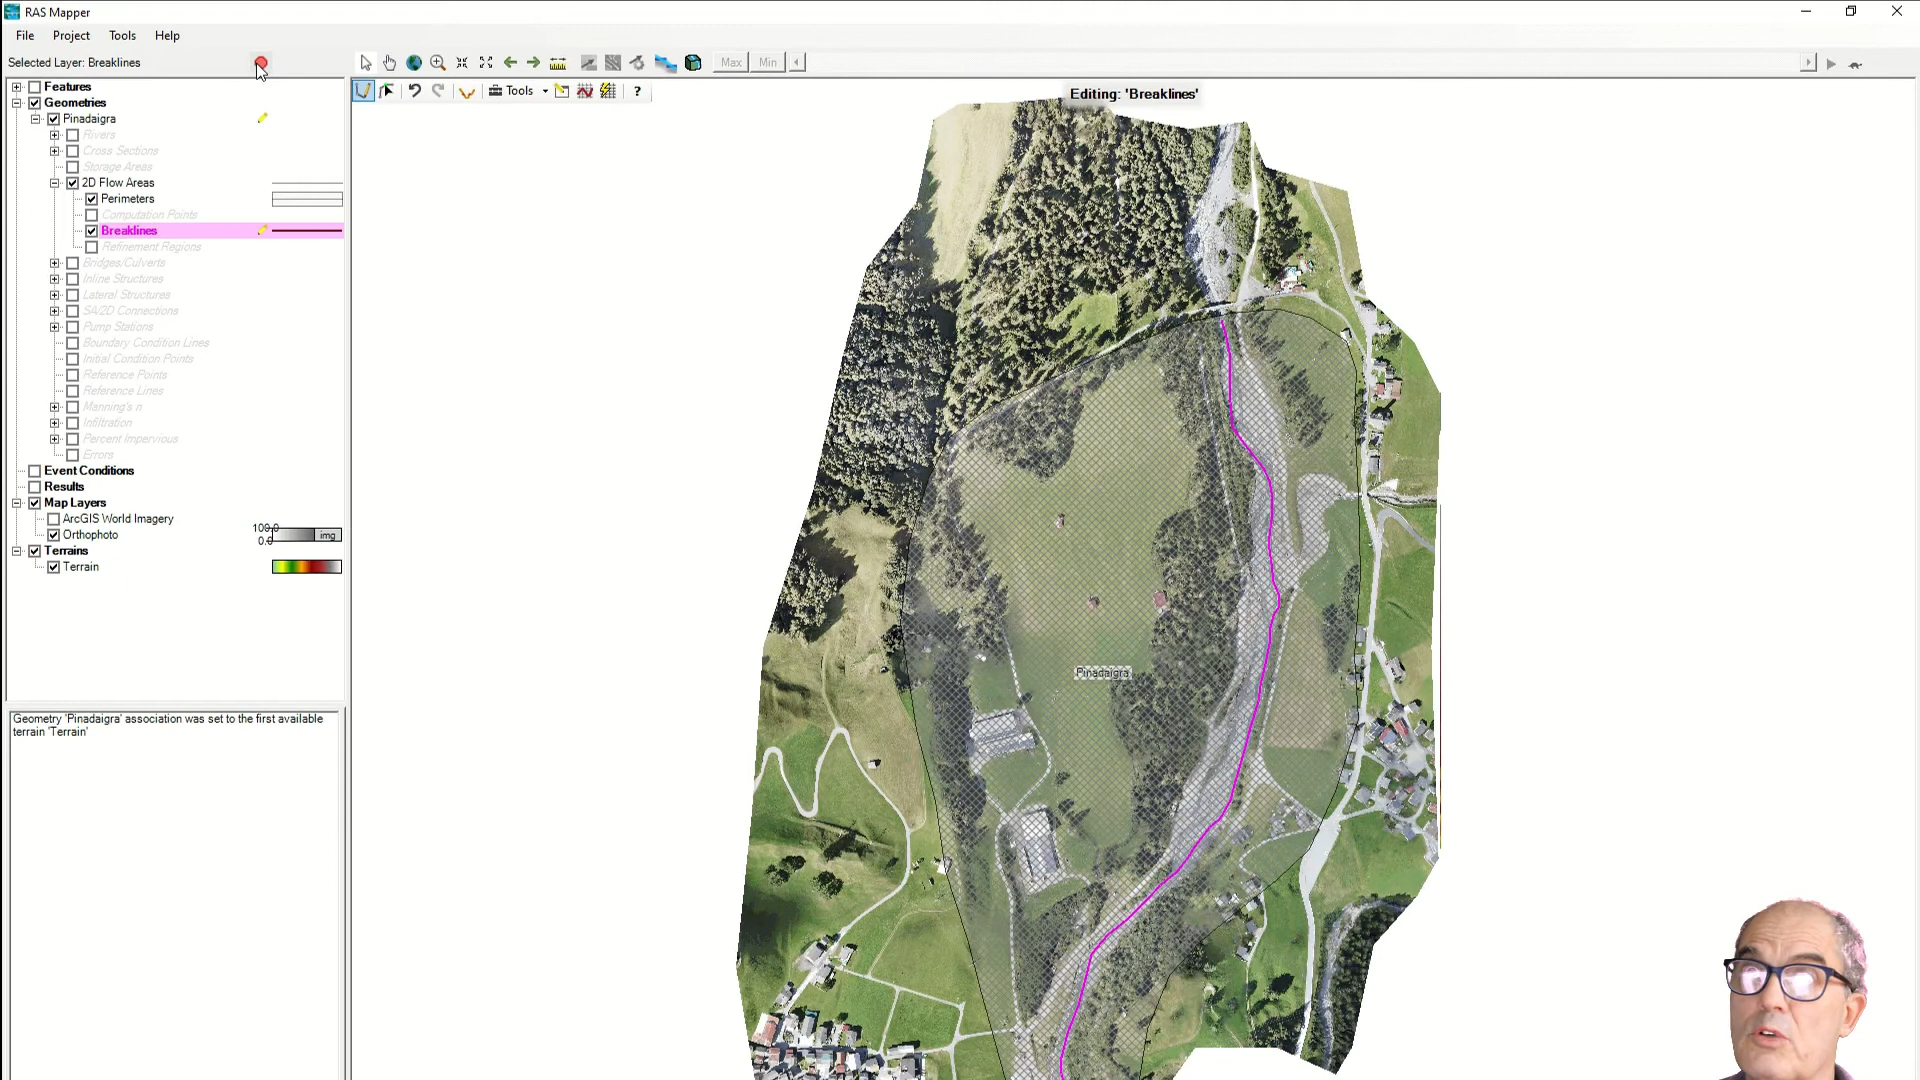 RAS Mapper
File Project Tools Help
Selected Layer: Breaklines
Max Min
Tools ?
Editing: 'Breaklines'
Features
Geometries
Pinadaigra
Rivers
Cross Sections
Storage Areas
2D Flow Areas
Perimeters
Computation Points
Breaklines
Refinement Regions
Bridges/Culverts
Inline Structures
Lateral Structures
SA/2D Connections
Pump Stations
Boundary Condition Lines
Initial Condition Points
Reference Points
Reference Lines
Manning's n
Infiltration
Percent Impervious
Errors
Event Conditions
Results
Map Layers
ArcGIS World Imagery
100.0
Orthophoto
img
0.0
Terrains
Terrain
Pinadaigra
Geometry 'Pinadaigra' association was set to the first available
terrain 'Terrain'